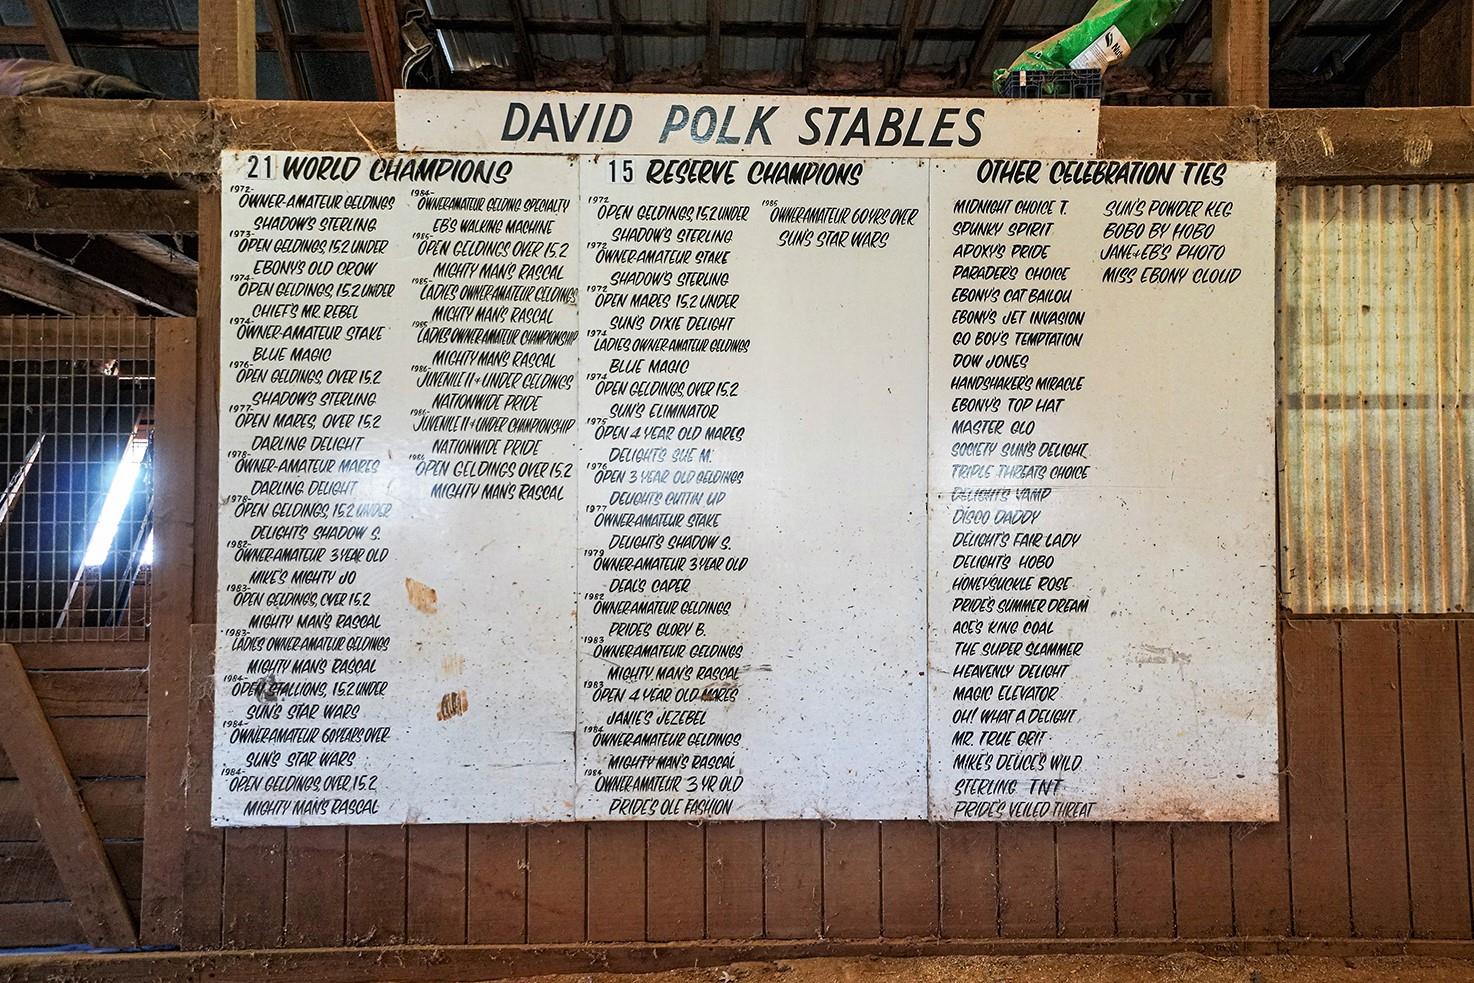 DAVID POLK STABLES
21 WORLD CHAMPIONS
1972-
OWNER-AMATEUR GELDINGS
SHADOW'S STERLING
1973-
OPEN GELDINGS, 15.2 UNDER
EBONY'S OLD CROW
1974-
OPEN GELDINGS, 15.2 UNDER
CHIEF'S MR. REBEL
1974-
OWNER-AMATEUR STAKE
BLUE MAGIC
1976-
OPEN GELDINGS, OVER 15.2
SHADOW'S STERLING
1977-
OPEN MARES, OVER 15.2
DARLING DELIGHT
1978-
OWNER-AMATEUR MARES
DARLING DELIGHT
1978-
OPEN GELDINGS, 15.2 UNDER
DELIGHT'S SHADOW S.
1982-
OWNER-AMATEUR 3 YEAR OLD
MIKE'S MIGHTY JO
1983-
OPEN GELDINGS, OVER 15.2
MIGHTY MAN'S RASCAL
1983-
LADIES OWNER-AMATEUR GELDINGS
MIGHTY MAN'S RASCAL
1984-
OPEN STALLIONS, 15.2 UNDER
SUN'S STAR WARS
1984-
OWNER-AMATEUR 60 YEARS OVER
SUN'S STAR WARS
1984-
OPEN GELDINGS, OVER 15.2
MIGHTY MAN'S RASCAL
1984-
OWNER-AMATEUR GELDING SPECIALTY
EB'S WALKING MACHINE
1985-
OPEN GELDINGS OVER 15.2
MIGHTY MAN'S RASCAL
1985-
LADIES OWNER-AMATEUR GELDINGS
MIGHTY MAN'S RASCAL
1985
LADIES OWNER-AMATEUR CHAMPIONSHIP
MIGHTY MAN'S RASCAL
1986-
JUVENILE 11 + UNDER GELDINGS
NATIONWIDE PRIDE
1986-
JUVENILE 11 + UNDER CHAMPIONSHIP
NATIONWIDE PRIDE
1986
OPEN GELDINGS OVER 15.2
MIGHTY MAN'S RASCAL
15 RESERVE CHAMPIONS
1972
OPEN GELDINGS, 15.2 UNDER
SHADOW'S STERLING
1972
OWNER-AMATEUR STAKE
SHADOW'S STERLING
1972
OPEN MARES 15.2 UNDER
SUN'S DIXIE DELIGHT
1974
LADIES OWNER-AMATEUR GELDINGS
BLUE MAGIC
1974
OPEN GELDINGS, OVER 15.2
SUN'S ELIMINATOR
1975
OPEN 4 YEAR OLD MARES
DELIGHT'S SUE M.
1976
OPEN 3 YEAR OLD GELDINGS
DELIGHT'S CUTTIN UP
1977
OWNER-AMATEUR STAKE
DELIGHT'S SHADOW S.
1979
OWNER-AMATEUR 3 YEAR OLD
DEAL'S CAPER
1982
OWNER-AMATEUR GELDINGS
PRIDE'S GLORY B.
1983
OWNER-AMATEUR GELDINGS
MIGHTY MAN'S RASCAL
1983
OPEN 4 YEAR OLD MARES
JANIE'S JEZEBEL
1984
OWNER-AMATEUR GELDINGS
MIGHTY MAN'S RASCAL
1984
OWNER-AMATEUR 3 YR OLD
PRIDE'S OLE FASHION
1985
OWNER-AMATEUR 60 YRS OVER
SUN'S STAR WARS
OTHER CELEBRATION TIES
MIDNIGHT CHOICE T.
SPUNKY SPIRIT
APOXY'S PRIDE
PARADER'S CHOICE
EBONY'S CAT BAILOU
EBONY'S JET INVASION
GO BOY'S TEMPTATION
DOW JONES
HANDSHAKER'S MIRACLE
EBONY'S TOP HAT
MASTER GLO
SOCIETY SUN'S DELIGHT
TRIPLE THREAT'S CHOICE
DELIGHT'S VAMP
DISCO DADDY
DELIGHT'S FAIR LADY
DELIGHT'S HOBO
HONEYSUCKLE ROSE
PRIDE'S SUMMER DREAM
ACE'S KING COAL
THE SUPER SLAMMER
HEAVENLY DELIGHT
MAGIC ELEVATOR
OH! WHAT A DELIGHT
MR. TRUE GRIT
MIKE'S DEUCE'S WILD
STERLING TNT
PRIDE'S VEILED THREAT
SUN'S POWDER KEG
BOBO BY HOBO
JANE + EB'S PHOTO
MISS EBONY CLOUD